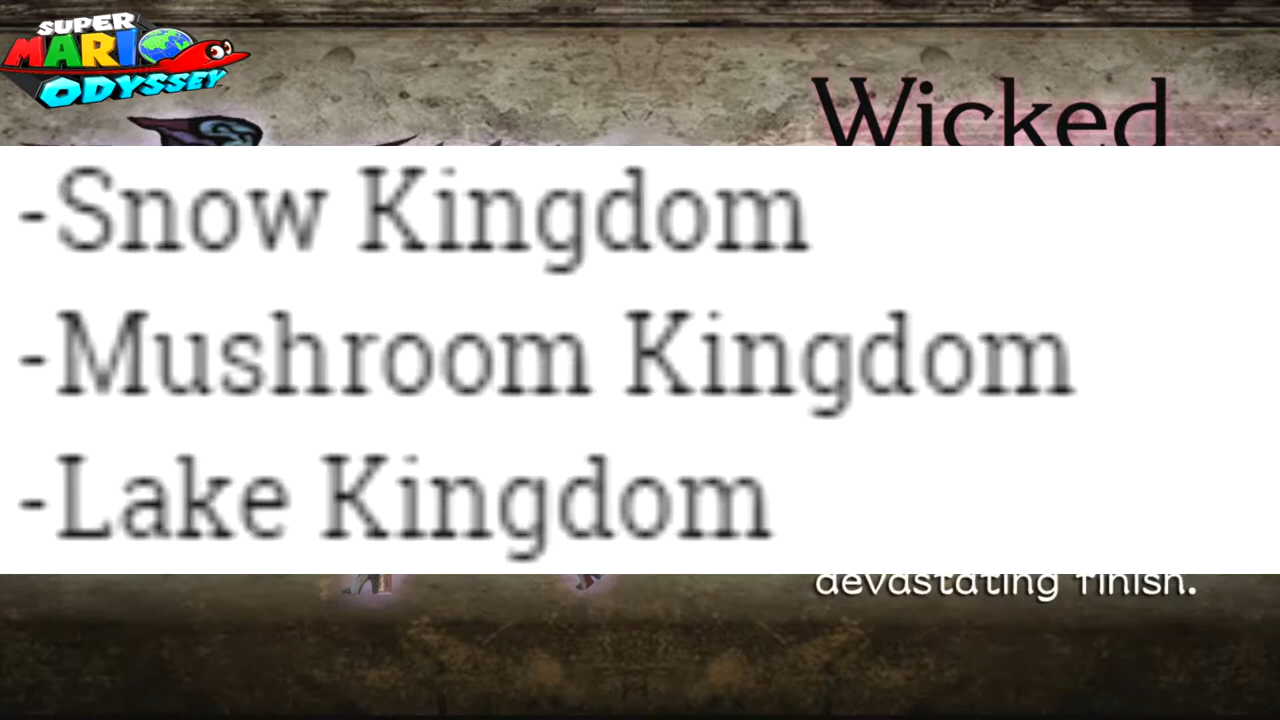 SUPER
MARIO
ODYSSEY
Wicked
-Snow Kingdom
-Mushroom Kingdom
-Lake Kingdom
devastating finish.